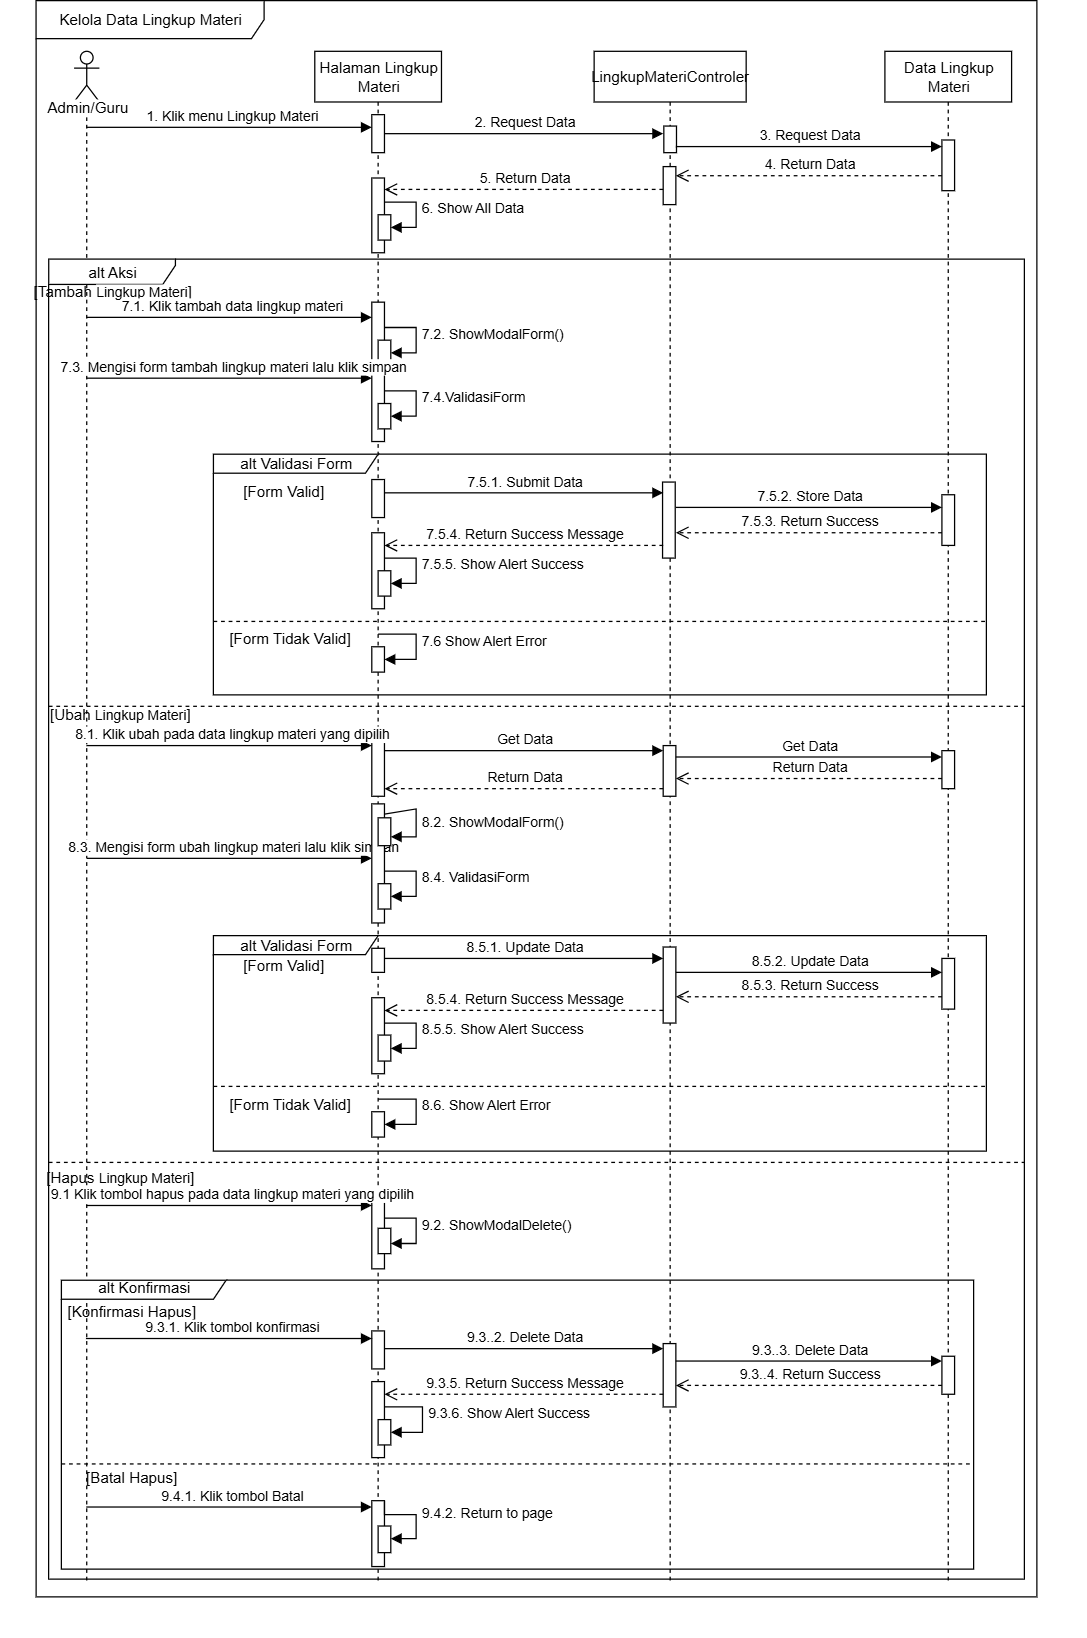 Kelola Data Lingkup Materi
Admin/Guru
Halaman Lingkup
Materi
LingkupMateriControler
Data Lingkup
Materi
1. Klik menu Lingkup Materi
2. Request Data
3. Request Data
4. Return Data
5. Return Data
6. Show All Data
alt Aksi
[Tambah Lingkup Materi]
7.1. Klik tambah data lingkup materi
7.2. ShowModalForm()
7.3. Mengisi form tambah lingkup materi lalu klik simpan
7.4.ValidasiForm
alt Validasi Form
[Form Valid]
7.5.1. Submit Data
7.5.2. Store Data
7.5.3. Return Success
7.5.4. Return Success Message
7.5.5. Show Alert Success
[Form Tidak Valid]
7.6 Show Alert Error
[Ubah Lingkup Materi]
8.1. Klik ubah pada data lingkup materi yang dipilih
Get Data
Get Data
Return Data
Return Data
8.2. ShowModalForm()
8.3. Mengisi form ubah lingkup materi lalu klik simpan
8.4. ValidasiForm
alt Validasi Form
[Form Valid]
8.5.1. Update Data
8.5.2. Update Data
8.5.3. Return Success
8.5.4. Return Success Message
8.5.5. Show Alert Success
[Form Tidak Valid]
8.6. Show Alert Error
[Hapus Lingkup Materi]
9.1 Klik tombol hapus pada data lingkup materi yang dipilih
9.2. ShowModalDelete()
alt Konfirmasi
[Konfirmasi Hapus]
9.3.1. Klik tombol konfirmasi
9.3..2. Delete Data
9.3..3. Delete Data
9.3..4. Return Success
9.3.5. Return Success Message
9.3.6. Show Alert Success
[Batal Hapus]
9.4.1. Klik tombol Batal
9.4.2. Return to page